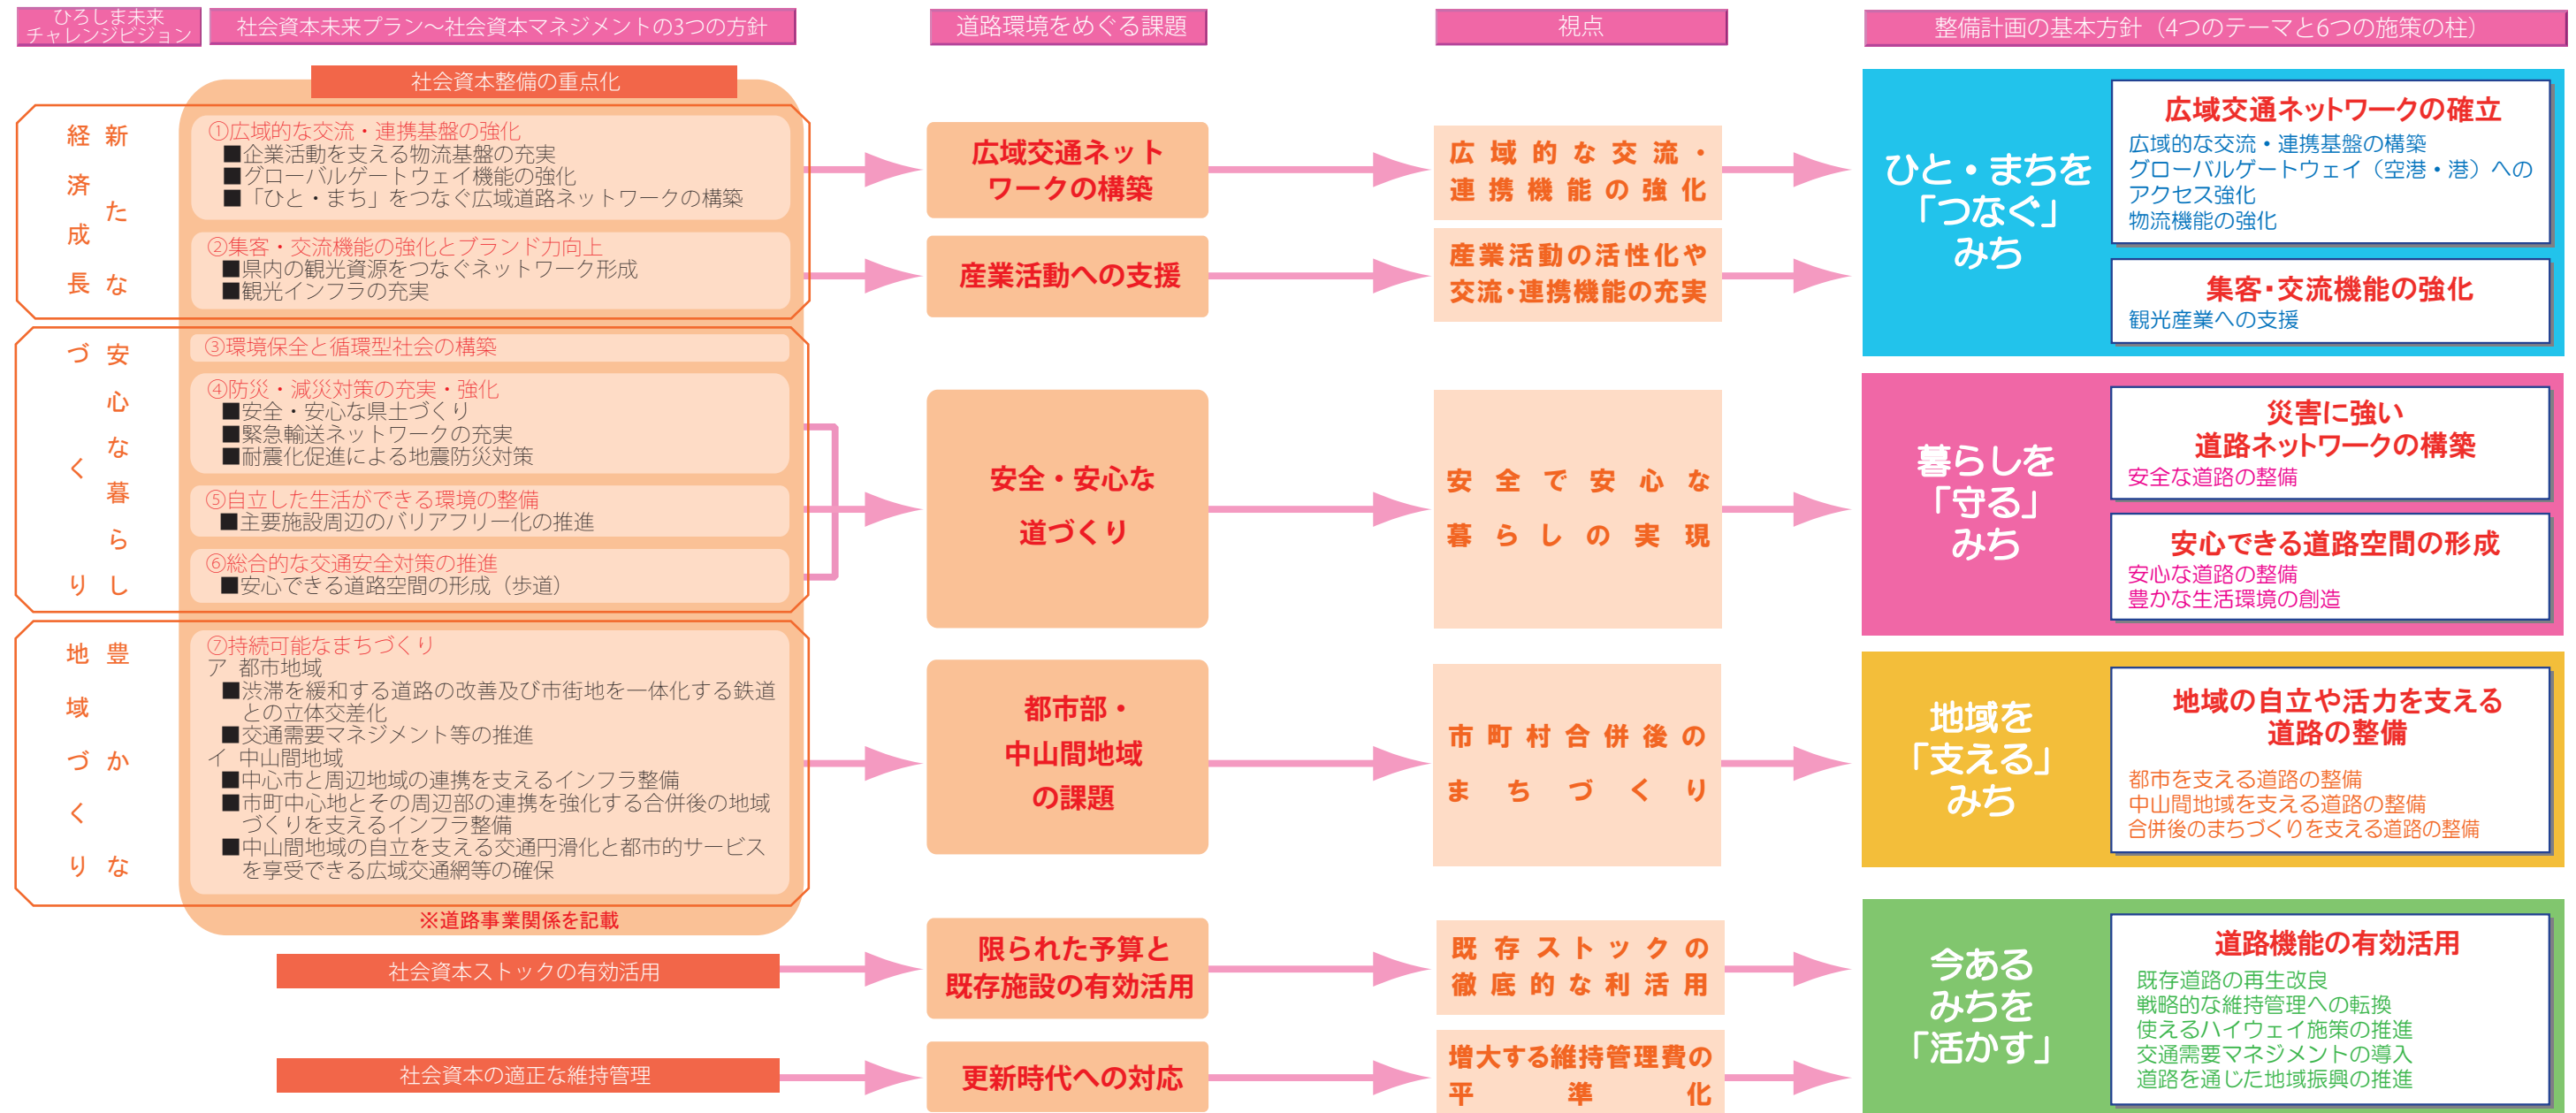 ひろしま未来
チャレンジビジョン
社会資本未来プラン～社会資本マネジメントの3つの方針
道路環境をめぐる課題
視点
整備計画の基本方針（4つのテーマと6つの施策の柱）
新たな
経済成長
社会資本整備の重点化
①広域的な交流・連携基盤の強化
■企業活動を支える物流基盤の充実
■グローバルゲートウェイ機能の強化
■「ひと・まち」をつなぐ広域道路ネットワークの構築
②集客・交流機能の強化とブランド力向上
■県内の観光資源をつなぐネットワーク形成
■観光インフラの充実
安心な暮らし
づくり
③環境保全と循環型社会の構築
④防災・減災対策の充実・強化
■安全・安心な県土づくり
■緊急輸送ネットワークの充実
■耐震化促進による地震防災対策
⑤自立した生活ができる環境の整備
■主要施設周辺のバリアフリー化の推進
⑥総合的な交通安全対策の推進
■安心できる道路空間の形成（歩道）
豊かな
地域づくり
⑦持続可能なまちづくり
ア 都市地域
■渋滞を緩和する道路の改善及び市街地を一体化する鉄道
との立体交差化
■交通需要マネジメント等の推進
イ 中山間地域
■中心市と周辺地域の連携を支えるインフラ整備
■市町中心地とその周辺部の連携を強化する合併後の地域
づくりを支えるインフラ整備
■中山間地域の自立を支える交通円滑化と都市的サービス
を享受できる広域交通網等の確保
※道路事業関係を記載
社会資本ストックの有効活用
社会資本の適正な維持管理
広域交通ネット
ワークの構築
産業活動への支援
安全・安心な
道づくり
都市部・
中山間地域
の課題
限られた予算と
既存施設の有効活用
更新時代への対応
広域的な交流・
連携機能の強化
産業活動の活性化や
交流・連携機能の充実
安全で安心な
暮らしの実現
市町村合併後の
まちづくり
既存ストックの
徹底的な利活用
増大する維持管理費の
平準化
ひと・まちを
「つなぐ」
みち
広域交通ネットワークの確立
広域的な交流・連携基盤の構築
グローバルゲートウェイ（空港・港）への
アクセス強化
物流機能の強化
集客・交流機能の強化
観光産業への支援
暮らしを
「守る」
みち
災害に強い
道路ネットワークの構築
安全な道路の整備
安心できる道路空間の形成
安心な道路の整備
豊かな生活環境の創造
地域を
「支える」
みち
地域の自立や活力を支える
道路の整備
都市を支える道路の整備
中山間地域を支える道路の整備
合併後のまちづくりを支える道路の整備
今ある
みちを
「活かす」
道路機能の有効活用
既存道路の再生改良
戦略的な維持管理への転換
使えるハイウェイ施策の推進
交通需要マネジメントの導入
道路を通じた地域振興の推進